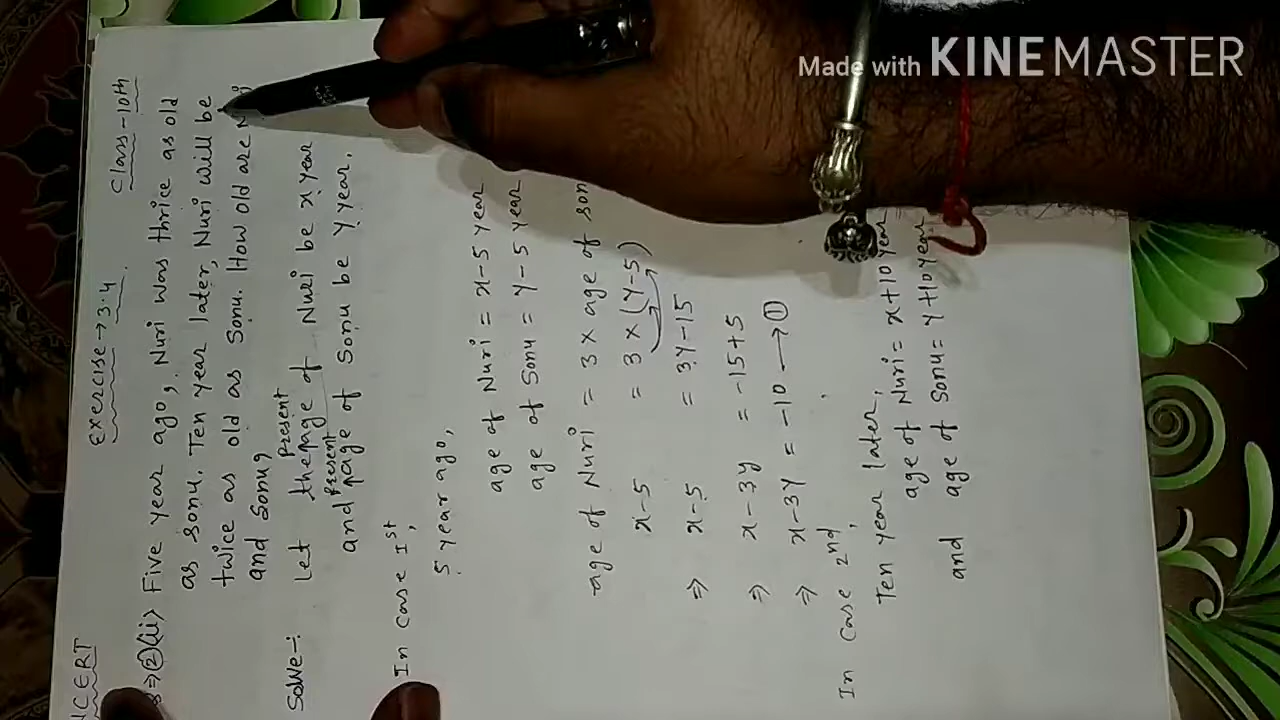 Made with KINEMASTER
NCERT
Exercise→3.4
Class-10th
⇒②(ii)> Five year ago, Nuri was thrice as old
as sonu. Ten year later, Nuri will be
twice as old as Sonu. How old are
and Sonu?
Solve-: Let the present age of Nuri be x year
and present age of Sonu be y year.
In case 1st,
5 year ago,
age of Nuri = x-5 year
age of Sonu = y-5 year
age of Nuri = 3 x age of son
x-5 = 3 x (y-5)
⇒ x-5 = 3y-15
⇒ x-3y = -15+5
⇒ x-3y = -10 → ①
In case 2nd,
Ten year later,
age of Nuri = x+10 year
and age of Sonu = y+10 year